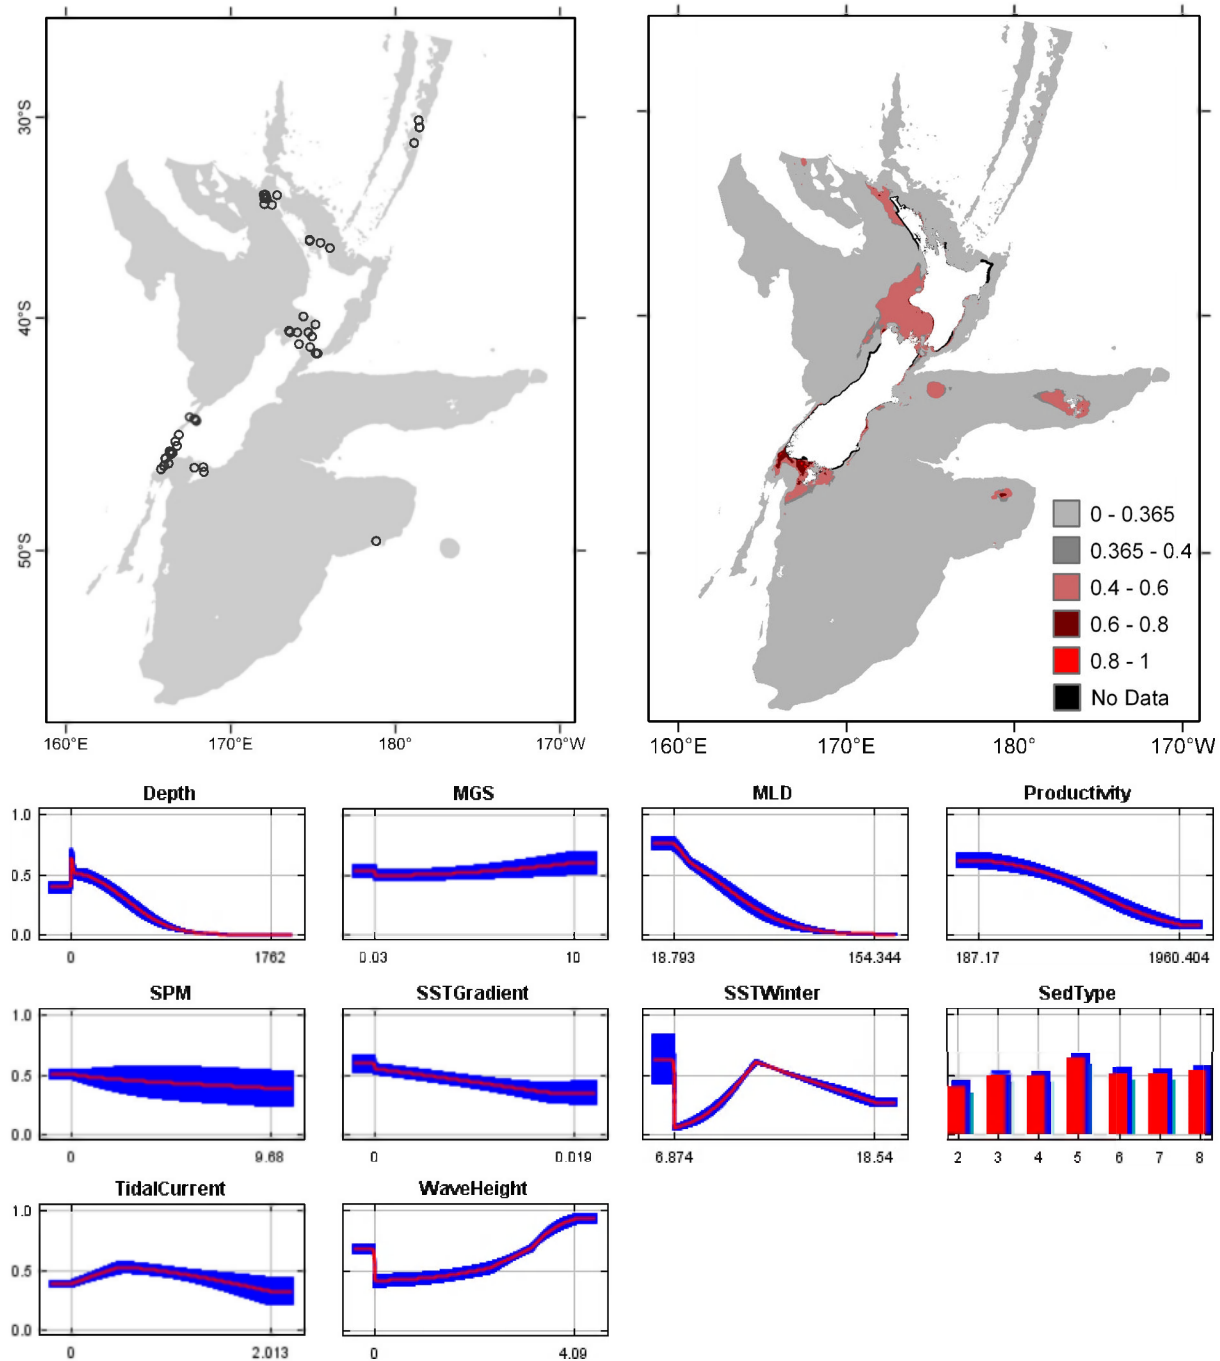 30°S
40°S
50°S
160°E
170°E
180°
170°W
0 - 0.365
0.365 - 0.4
0.4 - 0.6
0.6 - 0.8
0.8 - 1
No Data
160°E
170°E
180°
170°W
Depth
MGS
MLD
Productivity
1.0
0.5
0.0
0
1762
0.03
10
18.793
154.344
187.17
1960.404
SPM
SSTGradient
SSTWinter
SedType
1.0
0.5
0.0
0
9.68
0
0.019
6.874
18.54
2 3 4 5 6 7 8
TidalCurrent
WaveHeight
1.0
0.5
0.0
0
2.013
0
4.09